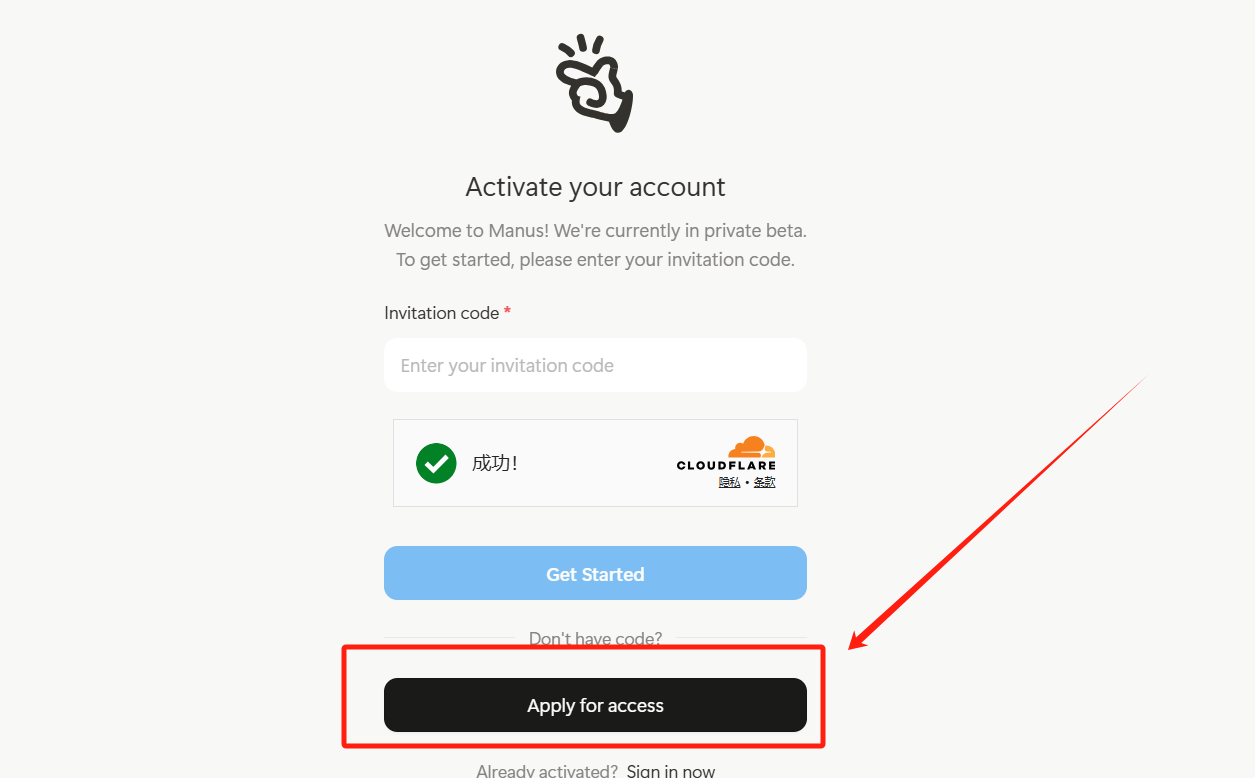 Activate your account
Welcome to Manus! We're currently in private beta.
To get started, please enter your invitation code.
Invitation code *
Enter your invitation code
成功!
CLOUDFLARE
隐私 • 条款
Get Started
Don't have code?
Apply for access
Already activated? Sign in now